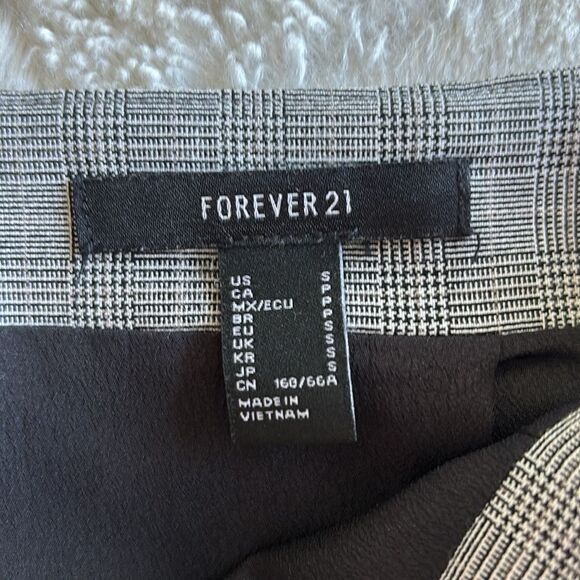 FOREVER 21
US S
CA P
MX/ECU P
BR P
EU S
UK S
KR S
JP S
CN 160/66A
MADE IN
VIETNAM